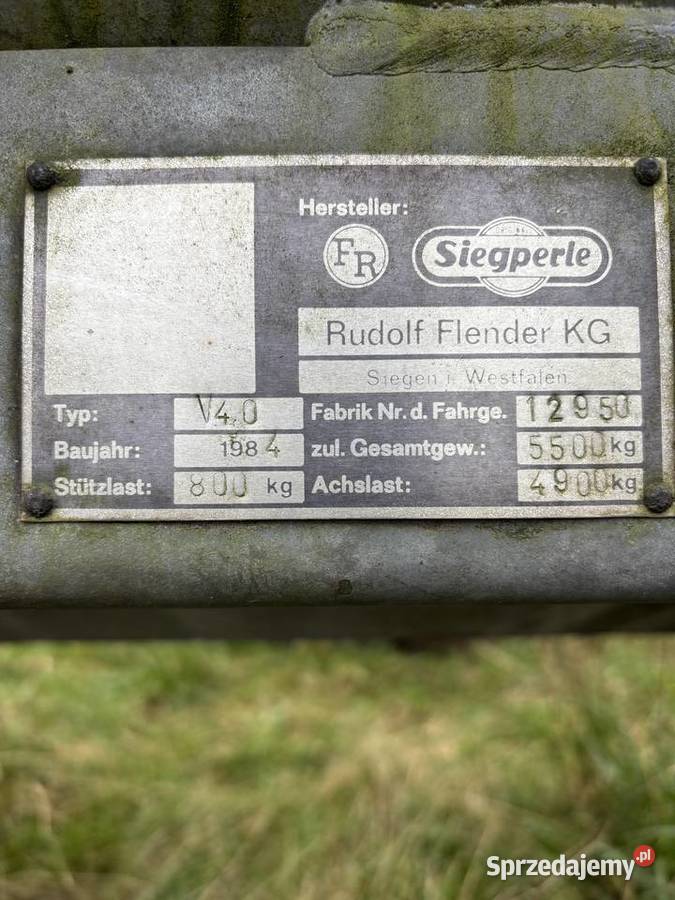 Hersteller:
FR Siegperle
Rudolf Flender KG
Siegen i. Westfalen
Typ: V4.0 Fabrik Nr. d. Fahrge. 12950
Baujahr: 1984 zul. Gesamtgew.: 5500 kg
Stützlast: 800 kg Achslast: 4900 kg
Sprzedajemy.pl